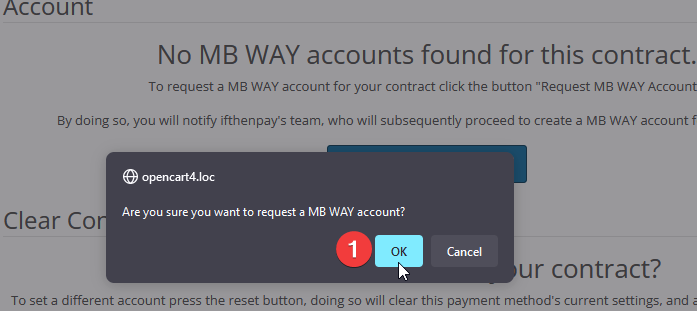 Account
No MB WAY accounts found for this contract.
To request a MB WAY account for your contract click the button "Request MB WAY Account
By doing so, you will notify ifthenpay's team, who will subsequently proceed to create a MB WAY account f
opencart4.loc
Are you sure you want to request a MB WAY account?
1
OK
Cancel
Clear Con
our contract?
To set a different account press the reset button, doing so will clear this payment method's current settings, and a